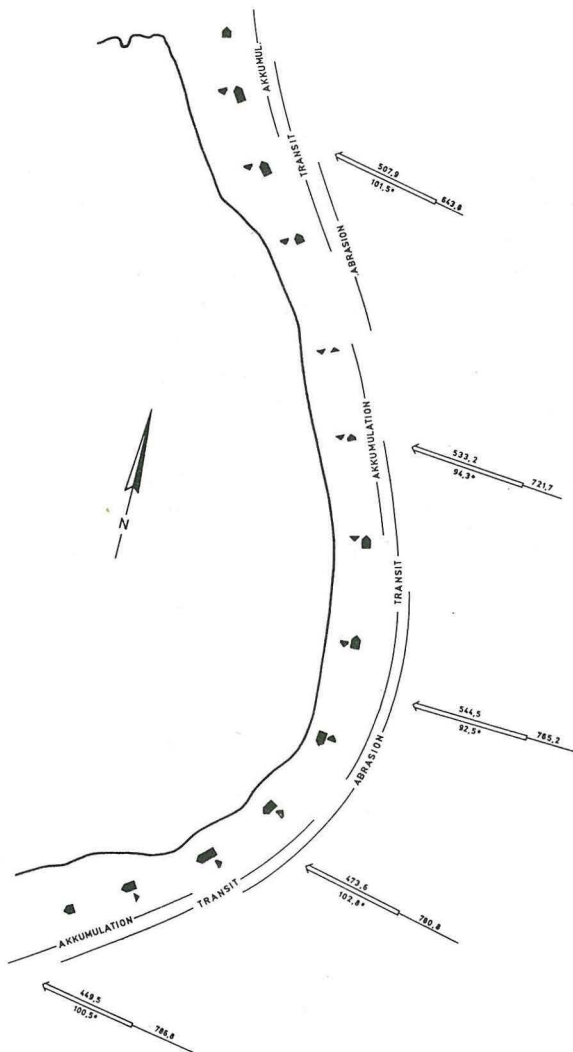 AKKUMUL.
TRANSIT
ABRASION
507,9
101,5°
643,8
AKKUMULATION
533,2
94,3°
721,7
N
TRANSIT
ABRASION
544,5
92,5°
765,2
473,6
102,8°
780,8
TRANSIT
AKKUMULATION
449,5
100,5°
786,8